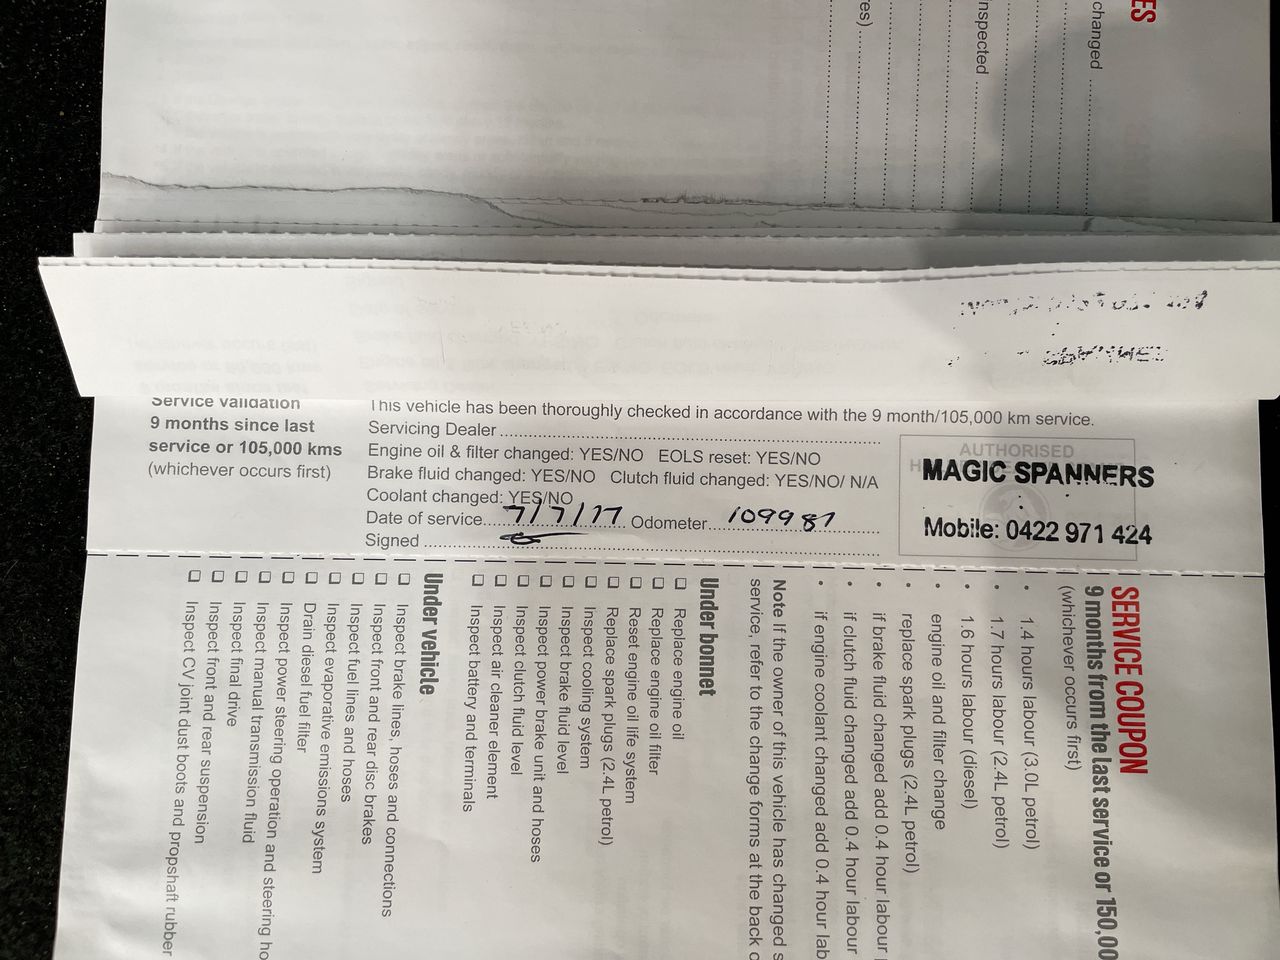 ES
changed
inspected
res)
Service validation
9 months since last
service or 105,000 kms
(whichever occurs first)
This vehicle has been thoroughly checked in accordance with the 9 month/105,000 km service.
Servicing Dealer
Engine oil & filter changed: YES/NO EOLS reset: YES/NO
Brake fluid changed: YES/NO Clutch fluid changed: YES/NO/ N/A
Coolant changed: YES/NO
Date of service 7/7/17 Odometer 109987
Signed
AUTHORISED
MAGIC SPANNERS
Mobile: 0422 971 424
SERVICE COUPON
9 months from the last service or 150,00
(whichever occurs first)
• 1.4 hours labour (3.0L petrol)
• 1.7 hours labour (2.4L petrol)
• 1.6 hours labour (diesel)
• engine oil and filter change
• replace spark plugs (2.4L petrol)
• if brake fluid changed add 0.4 hour labour
• if clutch fluid changed add 0.4 hour labour
• if engine coolant changed add 0.4 hour lab
Note If the owner of this vehicle has changed s
service, refer to the change forms at the back o
Under bonnet
☐ Replace engine oil
☐ Replace engine oil filter
☐ Reset engine oil life system
☐ Replace spark plugs (2.4L petrol)
☐ Inspect cooling system
☐ Inspect brake fluid level
☐ Inspect power brake unit and hoses
☐ Inspect clutch fluid level
☐ Inspect air cleaner element
☐ Inspect battery and terminals
Under vehicle
☐ Inspect brake lines, hoses and connections
☐ Inspect front and rear disc brakes
☐ Inspect fuel lines and hoses
☐ Inspect evaporative emissions system
☐ Drain diesel fuel filter
☐ Inspect power steering operation and steering ho
☐ Inspect manual transmission fluid
☐ Inspect final drive
☐ Inspect front and rear suspension
☐ Inspect CV joint dust boots and propshaft rubber